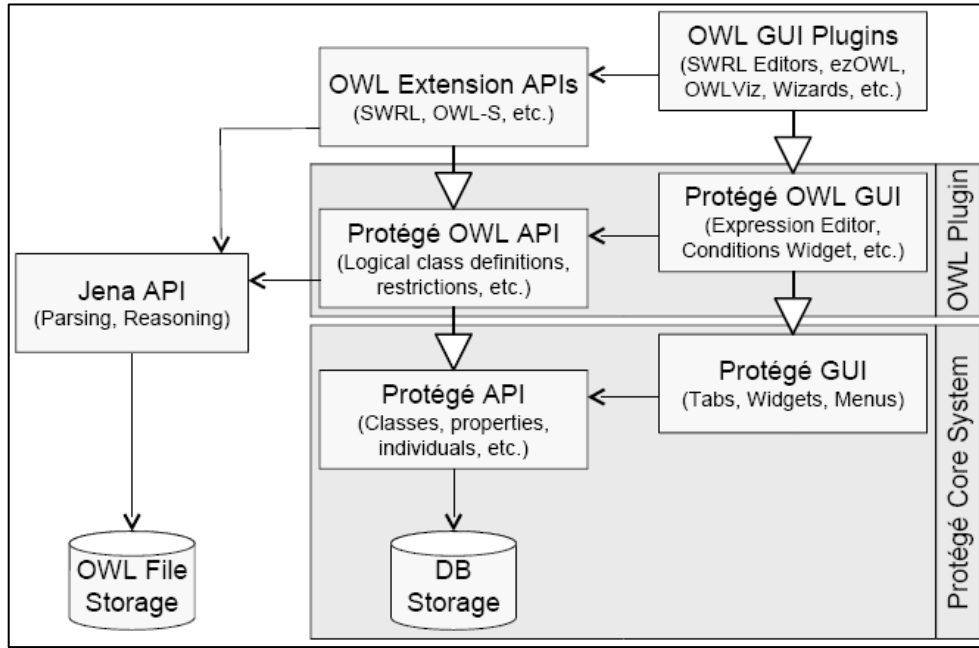 OWL GUI Plugins
(SWRL Editors, ezOWL,
OWLViz, Wizards, etc.)
OWL Extension APIs
(SWRL, OWL-S, etc.)
Protégé OWL GUI
(Expression Editor,
Conditions Widget, etc.)
OWL Plugin
Protégé OWL API
(Logical class definitions,
restrictions, etc.)
Jena API
(Parsing, Reasoning)
Protégé GUI
(Tabs, Widgets, Menus)
Protégé API
(Classes, properties,
individuals, etc.)
Protégé Core System
OWL File
Storage
DB
Storage